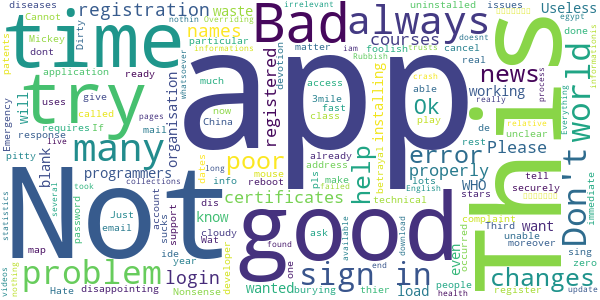 diseases
Cannot
Mickey
patents
registration
Dirty
dont
waste
names
Overriding
particular
Bad
always
uninstalled
issues
Useless
egypt
irrelevant
nothin
informations
iam
Rubbish
matter
foolish
courses
trusts
cancel
doesnt
real
done
informationis
time
application
ready
whatsoever
devotion
app
This
news
world
try
uses
give
much
registered
access
3mile
fast
able
crash
Ok
play
working
process
Everything
Emergency
will
requires
If
called
now
China
class
installing
Betrayal
really
response
mail
pages
organisation
error
de
rest
relative
unclear
Don't
many
blank
live
pitty
programmers
poor
mouse
reboot
already
address
pls
make
failed
help
properly
Please
WHO
tell
securely
stars
immediate
Not
good
dates
long
info
certificates
lots
English
technical
complaint
Third
want
unable
moreover
statistics
several
took
collections
password
Just
email
account
sucks
support
dis
Wat
know
cloudy
developer
found
one
ask
available
sign in
download
even
occurred
changes
sing
zero
map
problem
login
ide
year
wanted
burying
end
thier
load
people
health
register
update
videos
nothing
Hate
disappointing
Nonsense